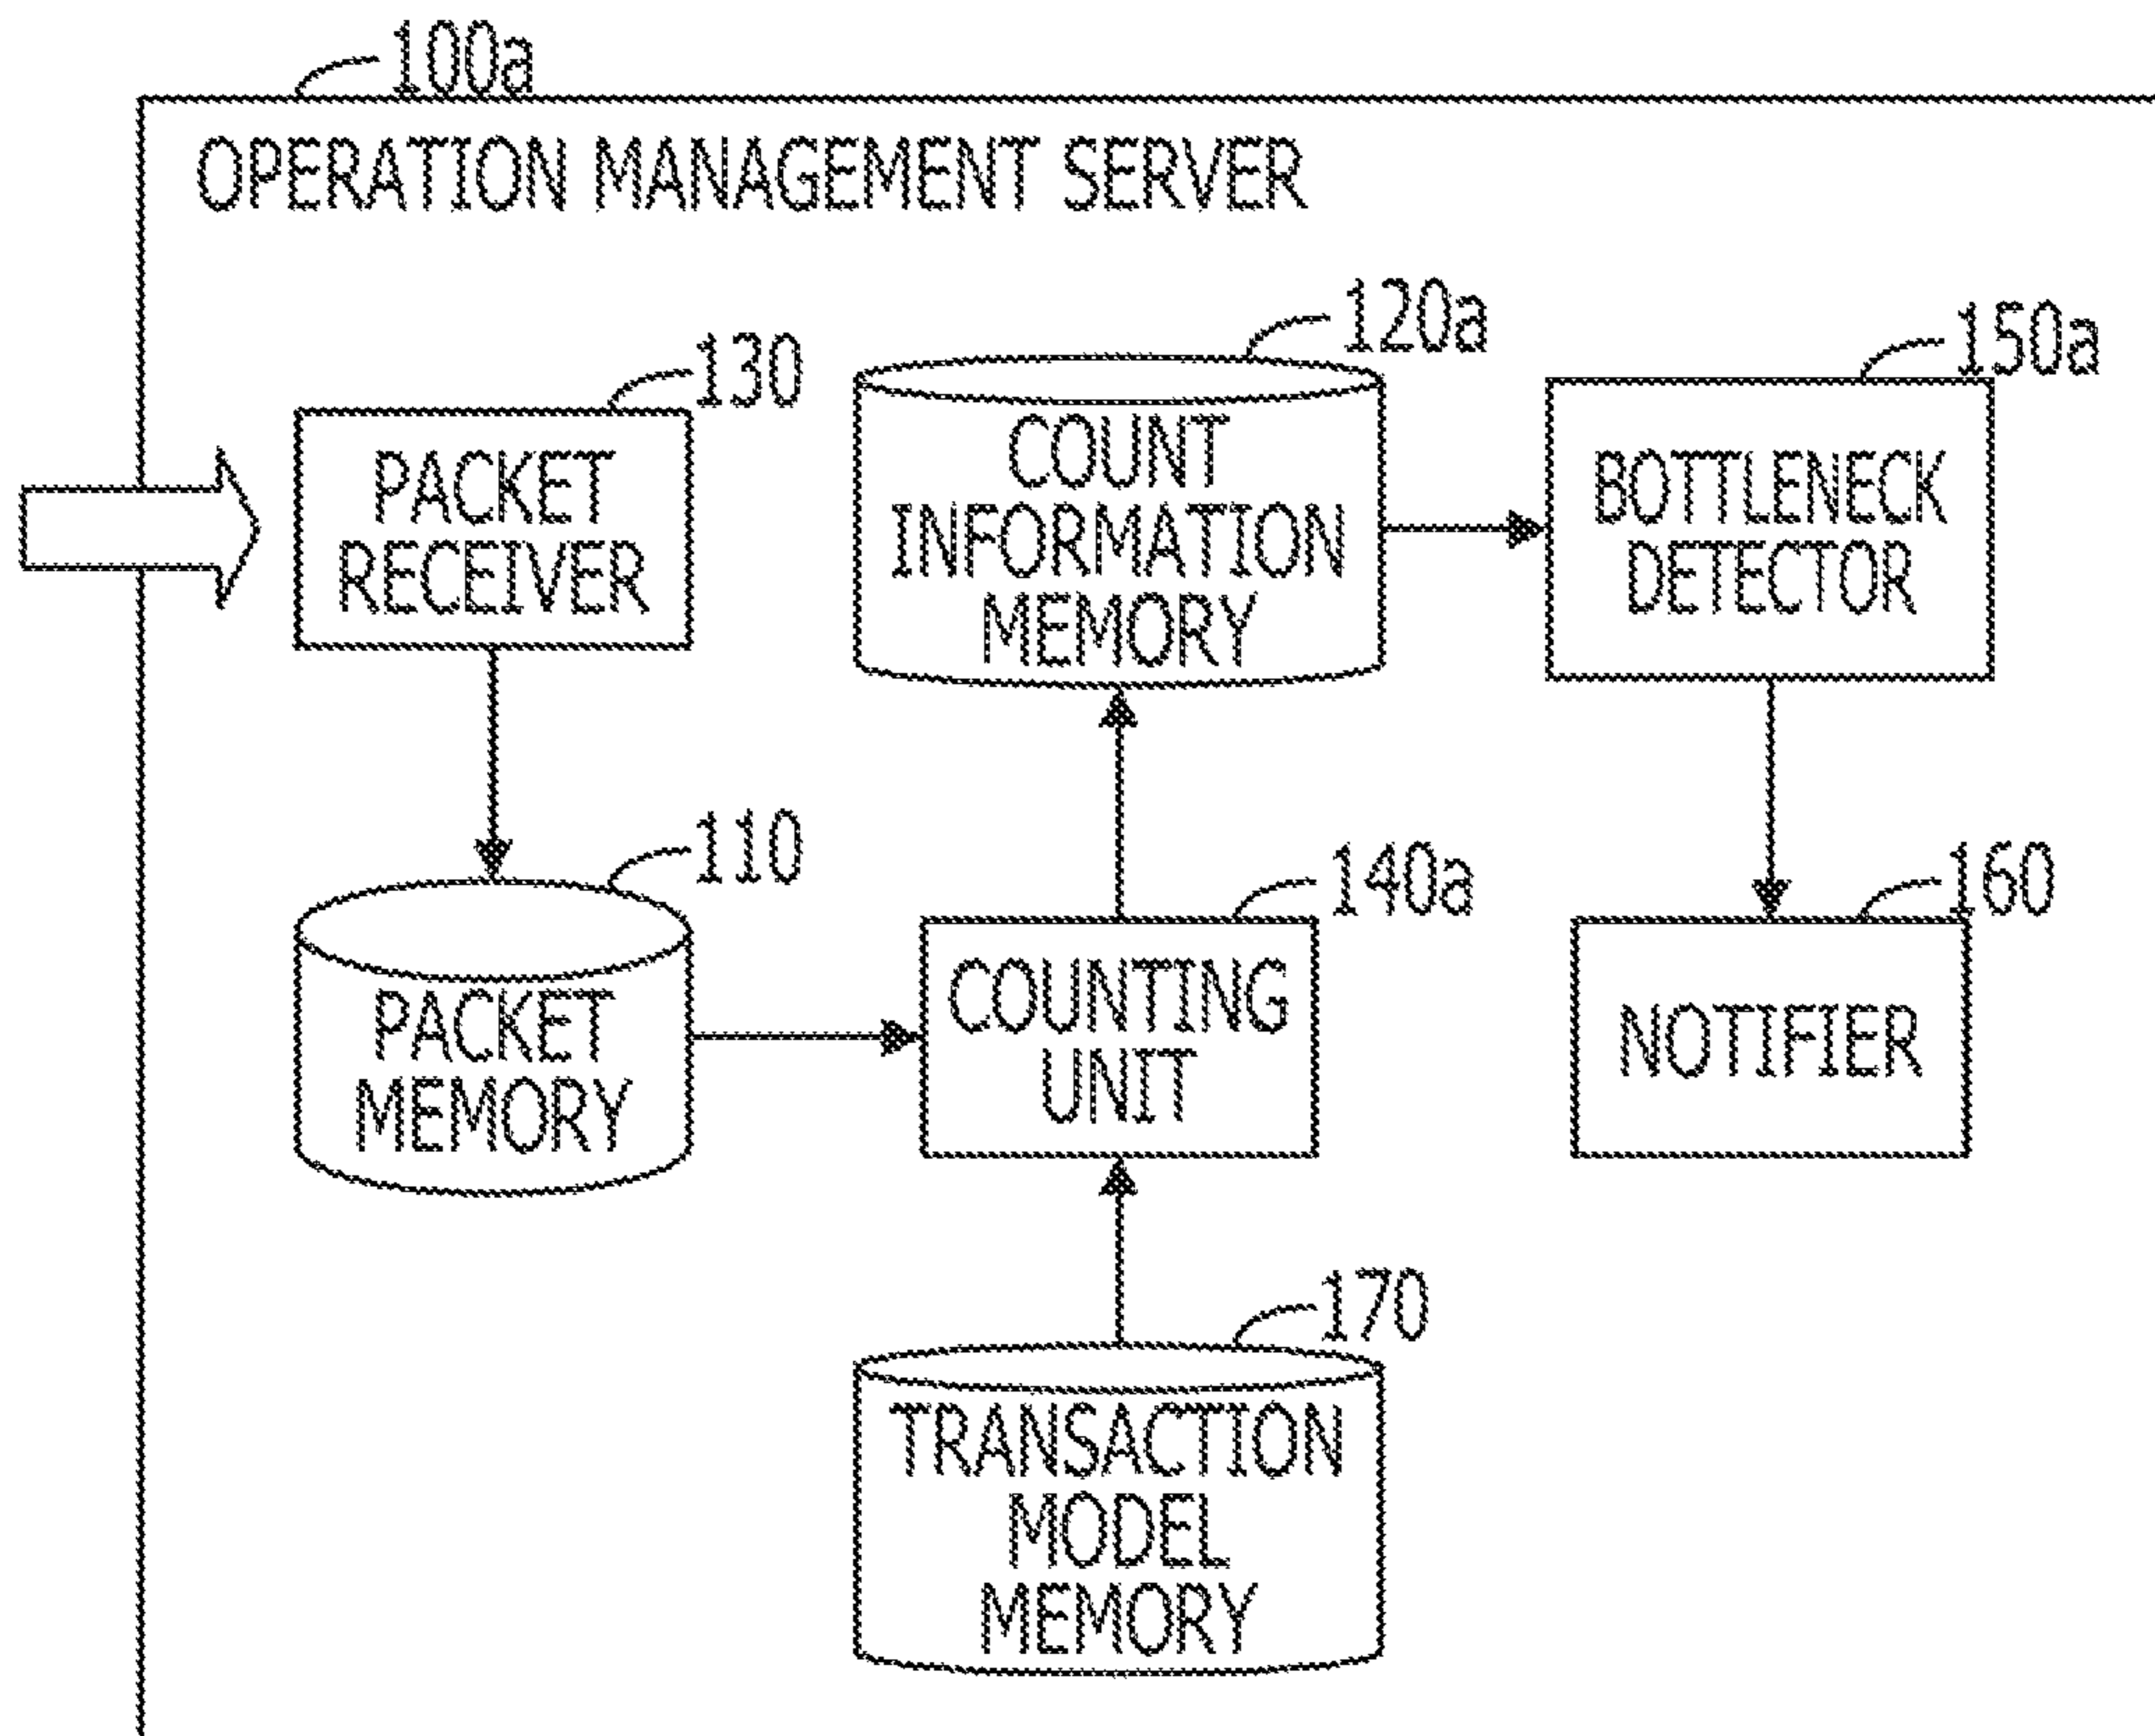 100a
OPERATION MANAGEMENT SERVER
130
PACKET
RECEIVER
120a
COUNT
INFORMATION
MEMORY
150a
BOTTLENECK
DETECTOR
110
PACKET
MEMORY
140a
COUNTING
UNIT
160
NOTIFIER
170
TRANSACTION
MODEL
MEMORY